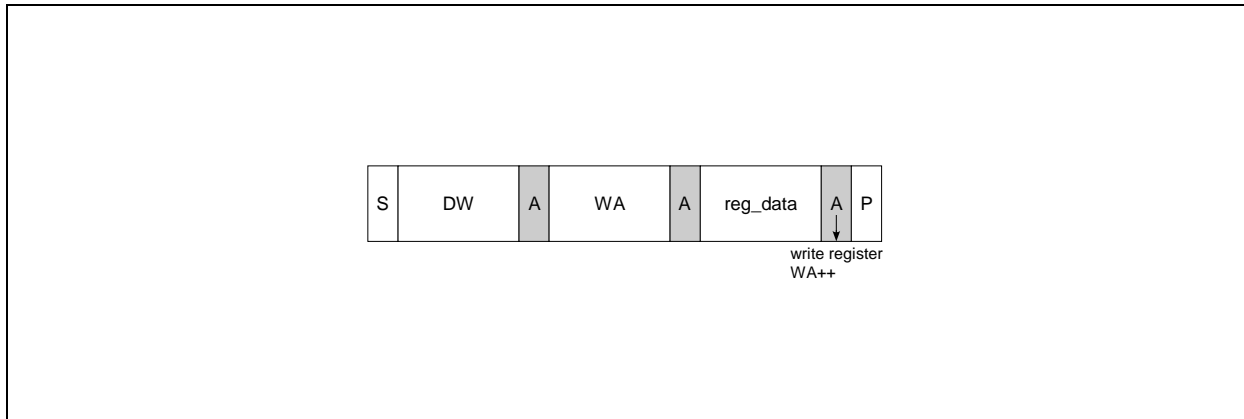 S DW A WA A reg_data A P
write register
WA++